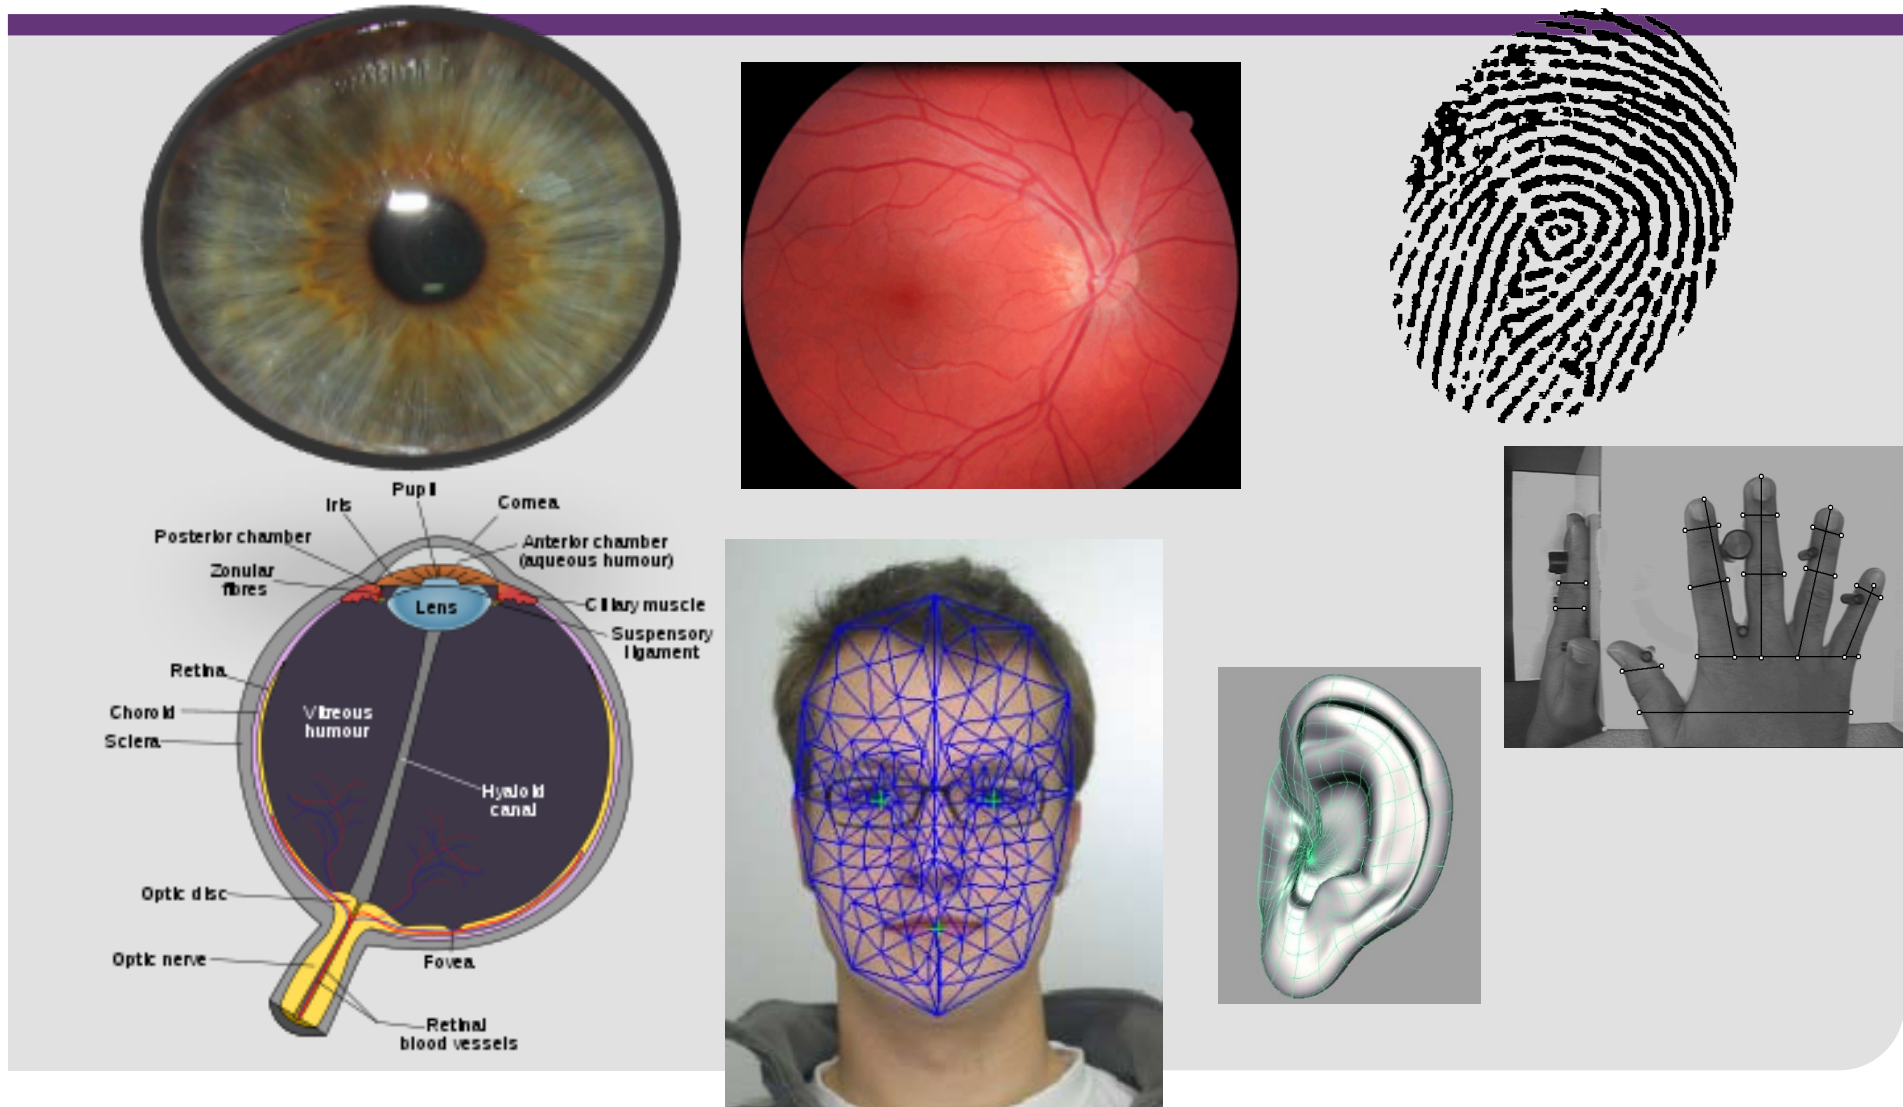 Pupil
Iris
Cornea
Posterior chamber
Anterior chamber
(aqueous humour)
Zonular
fibres
Lens
Ciliary muscle
Suspensory
ligament
Retina
Choroid
Sclera
Vitreous
humour
Hyaloid
canal
Optic disc
Optic nerve
Fovea
Retinal
blood vessels